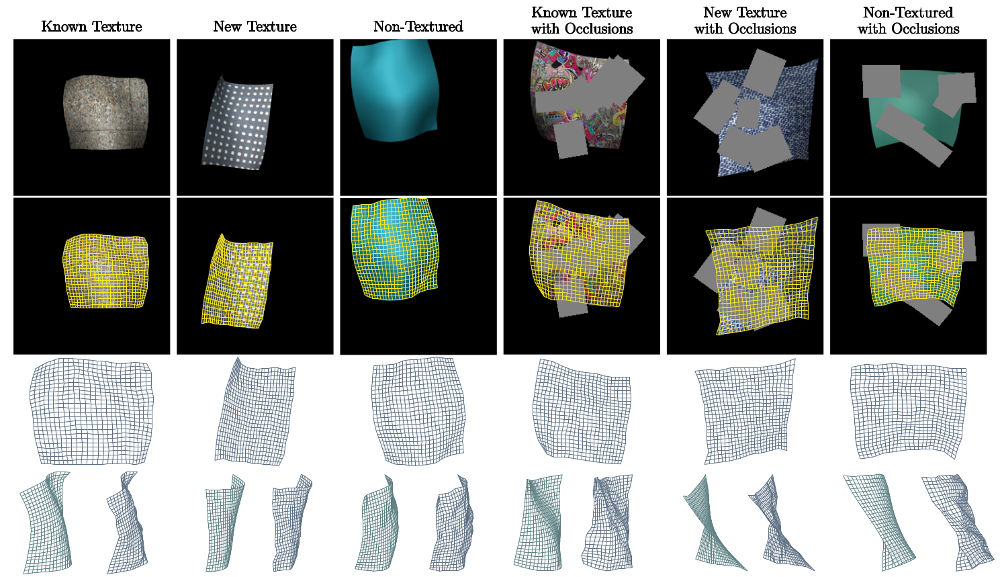 Known Texture
New Texture
Non-Textured
Known Texture
with Occlusions
New Texture
with Occlusions
Non-Textured
with Occlusions